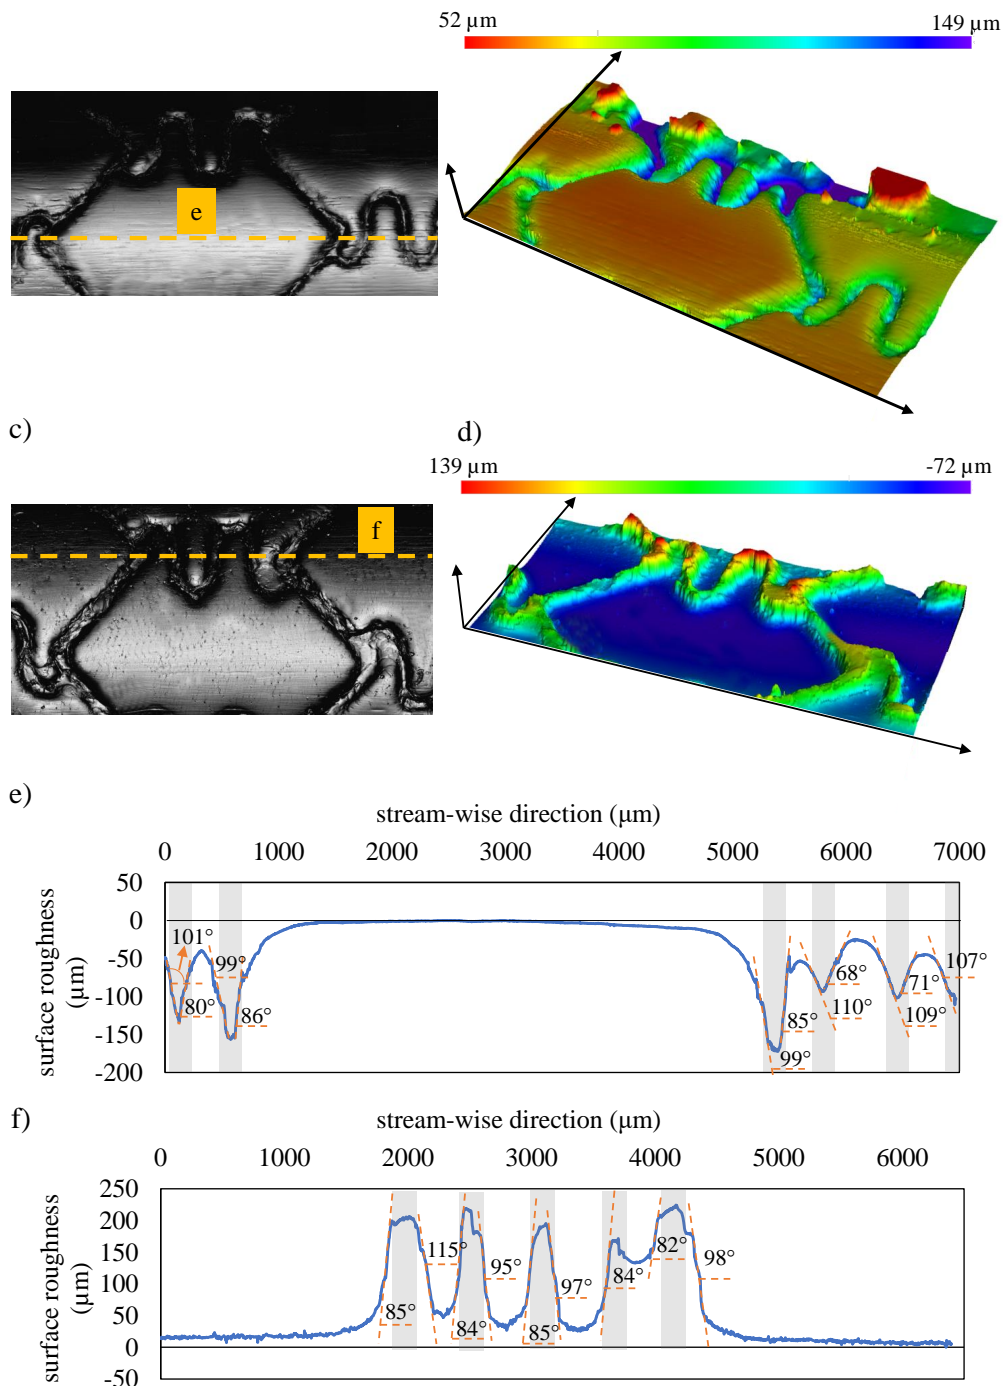 52 µm 149 µm
e
c) d)
139 µm -72 µm
f
e)
stream-wise direction (µm)
0 1000 2000 3000 4000 5000 6000 7000
surface roughness
(µm)
50
0
-50
-100
-150
-200
101°
80°
99°
86°
85°
99°
68°
110°
71°
109°
107°
f)
stream-wise direction (µm)
0 1000 2000 3000 4000 5000 6000
surface roughness
(µm)
250
200
150
100
50
0
-50
85°
115°
84°
95°
85°
97°
84°
82°
98°